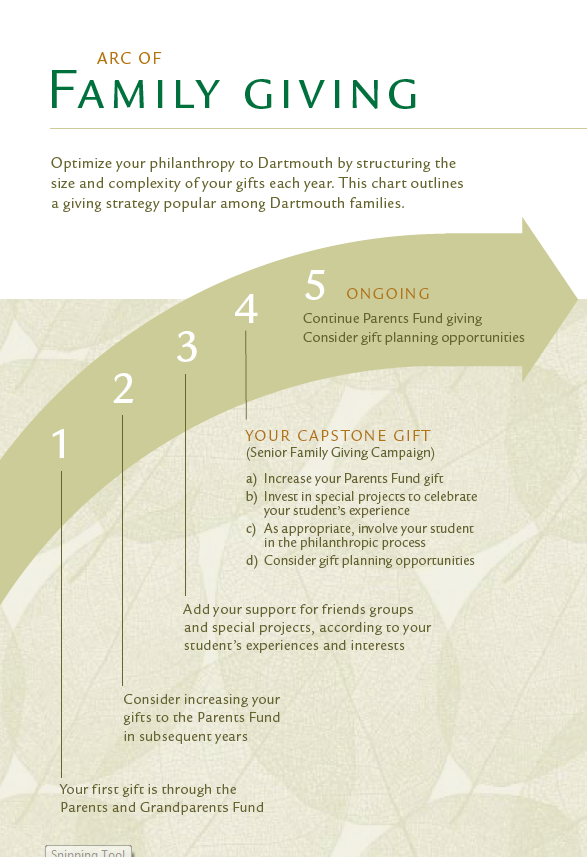 ARC OF
FAMILY GIVING
Optimize your philanthropy to Dartmouth by structuring the
size and complexity of your gifts each year. This chart outlines
a giving strategy popular among Dartmouth families.
5 ONGOING
Continue Parents Fund giving
Consider gift planning opportunities
4
3
2
1
YOUR CAPSTONE GIFT
(Senior Family Giving Campaign)
a) Increase your Parents Fund gift
b) Invest in special projects to celebrate
your student's experience
c) As appropriate, involve your student
in the philanthropic process
d) Consider gift planning opportunities
Add your support for friends groups
and special projects, according to your
student's experiences and interests
Consider increasing your
gifts to the Parents Fund
in subsequent years
Your first gift is through the
Parents and Grandparents Fund
Spinning Tool